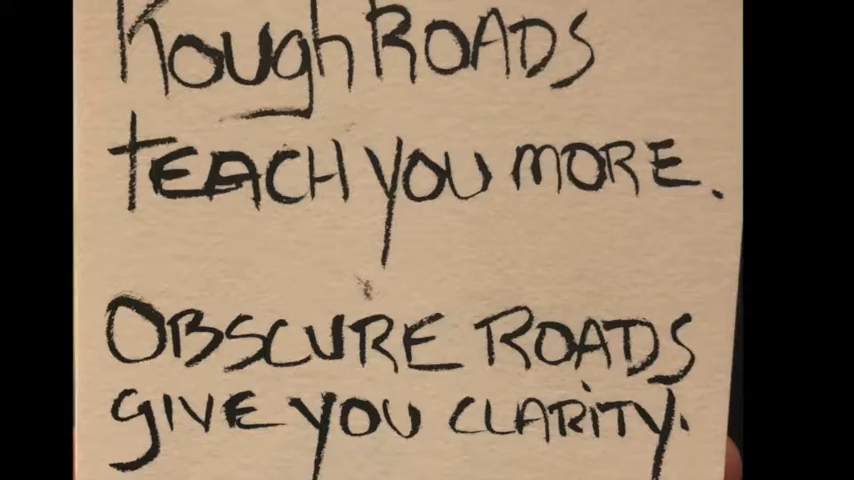 Rough ROADS
tEACH yOU MORE.
OBSCURE ROADS
gIVE yOU CLARiTy.